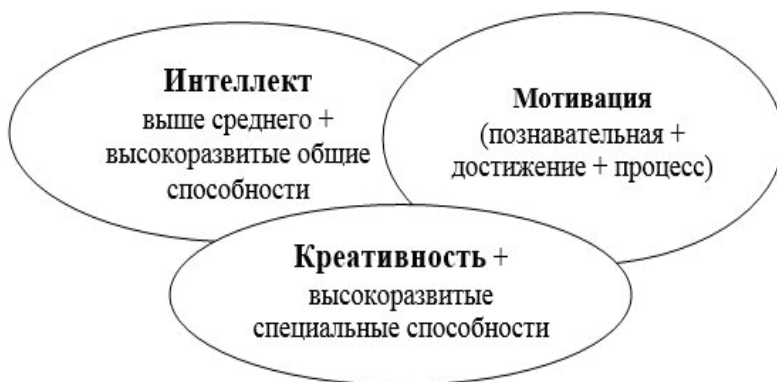 Интеллект
выше среднего +
высокоразвитые общие
способности
Мотивация
(познавательная +
достижение + процесс)
Креативность +
высокоразвитые
специальные способности